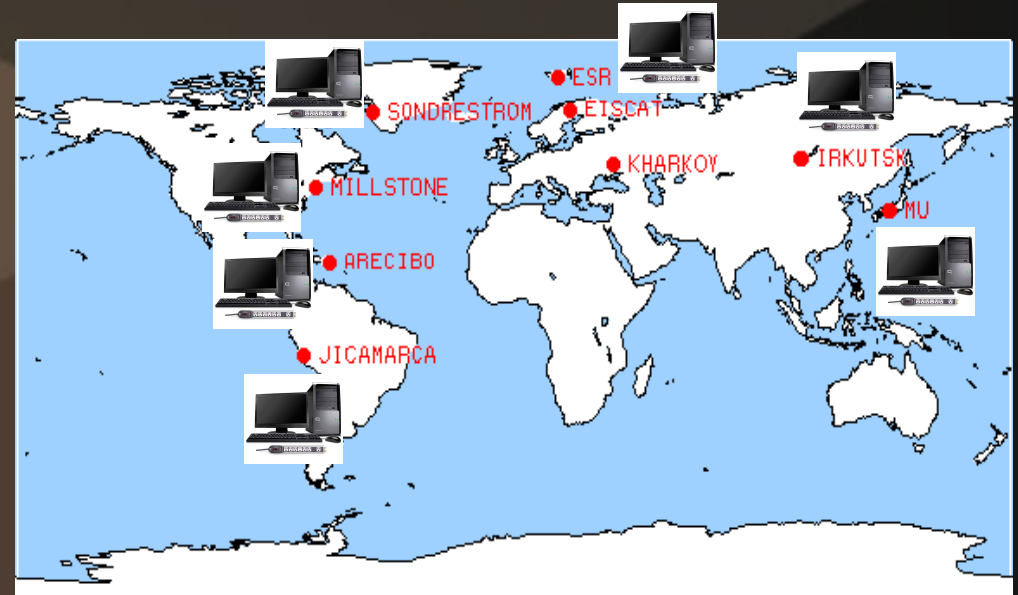 ESR
SONDRESTROM
EISCAT
KHARKOV
IRKUTSK
MILLSTONE
MU
ARECIBO
JICAMARCA